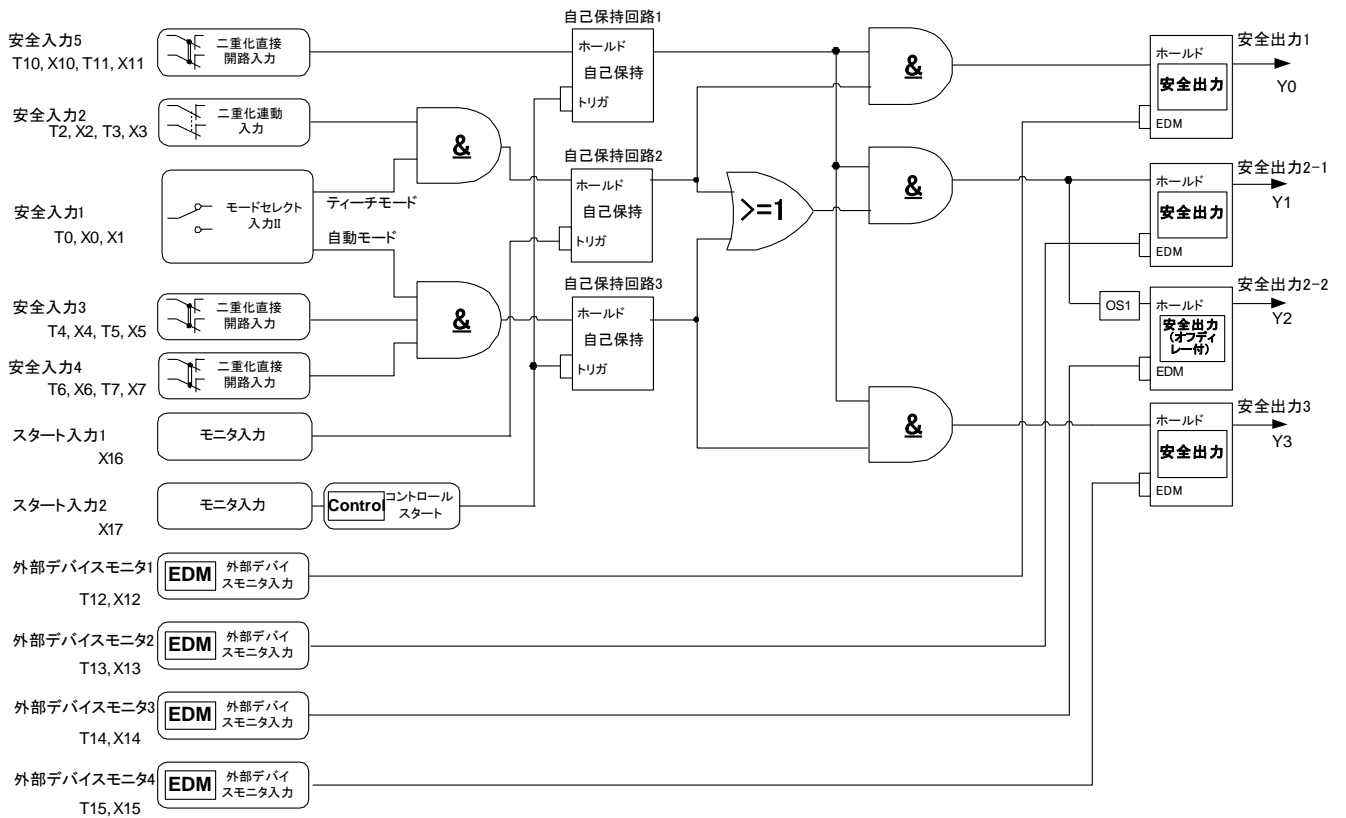 自己保持回路1
安全入力5
T10, X10, T11, X11
二重化直接
開路入力
ホールド
自己保持
トリガ
&
ホールド
安全出力
EDM
安全出力1
Y0
安全入力2
T2, X2, T3, X3
二重化連動
入力
&
自己保持回路2
ホールド
自己保持
トリガ
>=1
&
ホールド
安全出力
EDM
安全出力2-1
Y1
安全入力1
T0, X0, X1
モードセレクト
入力II
ティーチモード
自動モード
安全入力3
T4, X4, T5, X5
二重化直接
開路入力
&
自己保持回路3
ホールド
自己保持
トリガ
OS1
ホールド
安全出力
(オフディ
レー付)
EDM
安全出力2-2
Y2
安全入力4
T6, X6, T7, X7
二重化直接
開路入力
&
ホールド
安全出力
EDM
安全出力3
Y3
スタート入力1
X16
モニタ入力
スタート入力2
X17
モニタ入力
Control
コントロール
スタート
外部デバイスモニタ1
T12, X12
EDM
外部デバイ
スモニタ入力
外部デバイスモニタ2
T13, X13
EDM
外部デバイ
スモニタ入力
外部デバイスモニタ3
T14, X14
EDM
外部デバイ
スモニタ入力
外部デバイスモニタ4
T15, X15
EDM
外部デバイ
スモニタ入力